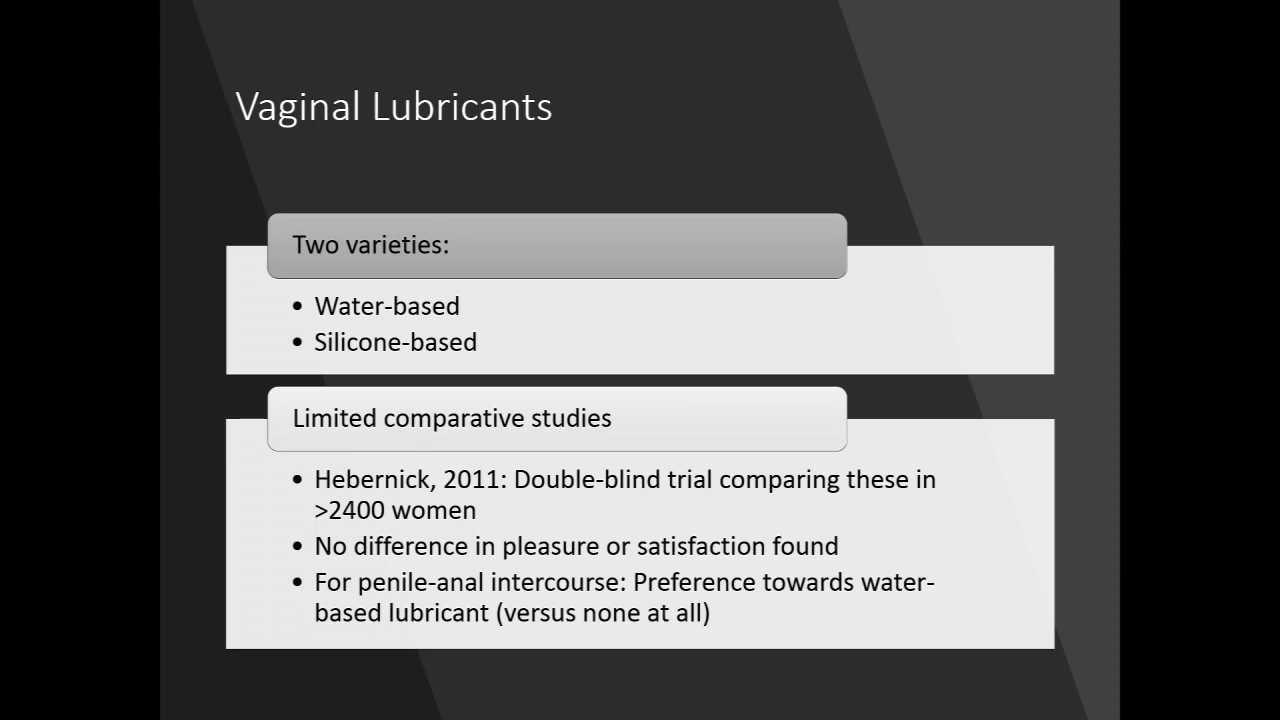 Vaginal Lubricants
Two varieties:
• Water-based
• Silicone-based
Limited comparative studies
• Hebernick, 2011: Double-blind trial comparing these in
>2400 women
• No difference in pleasure or satisfaction found
• For penile-anal intercourse: Preference towards water-
based lubricant (versus none at all)